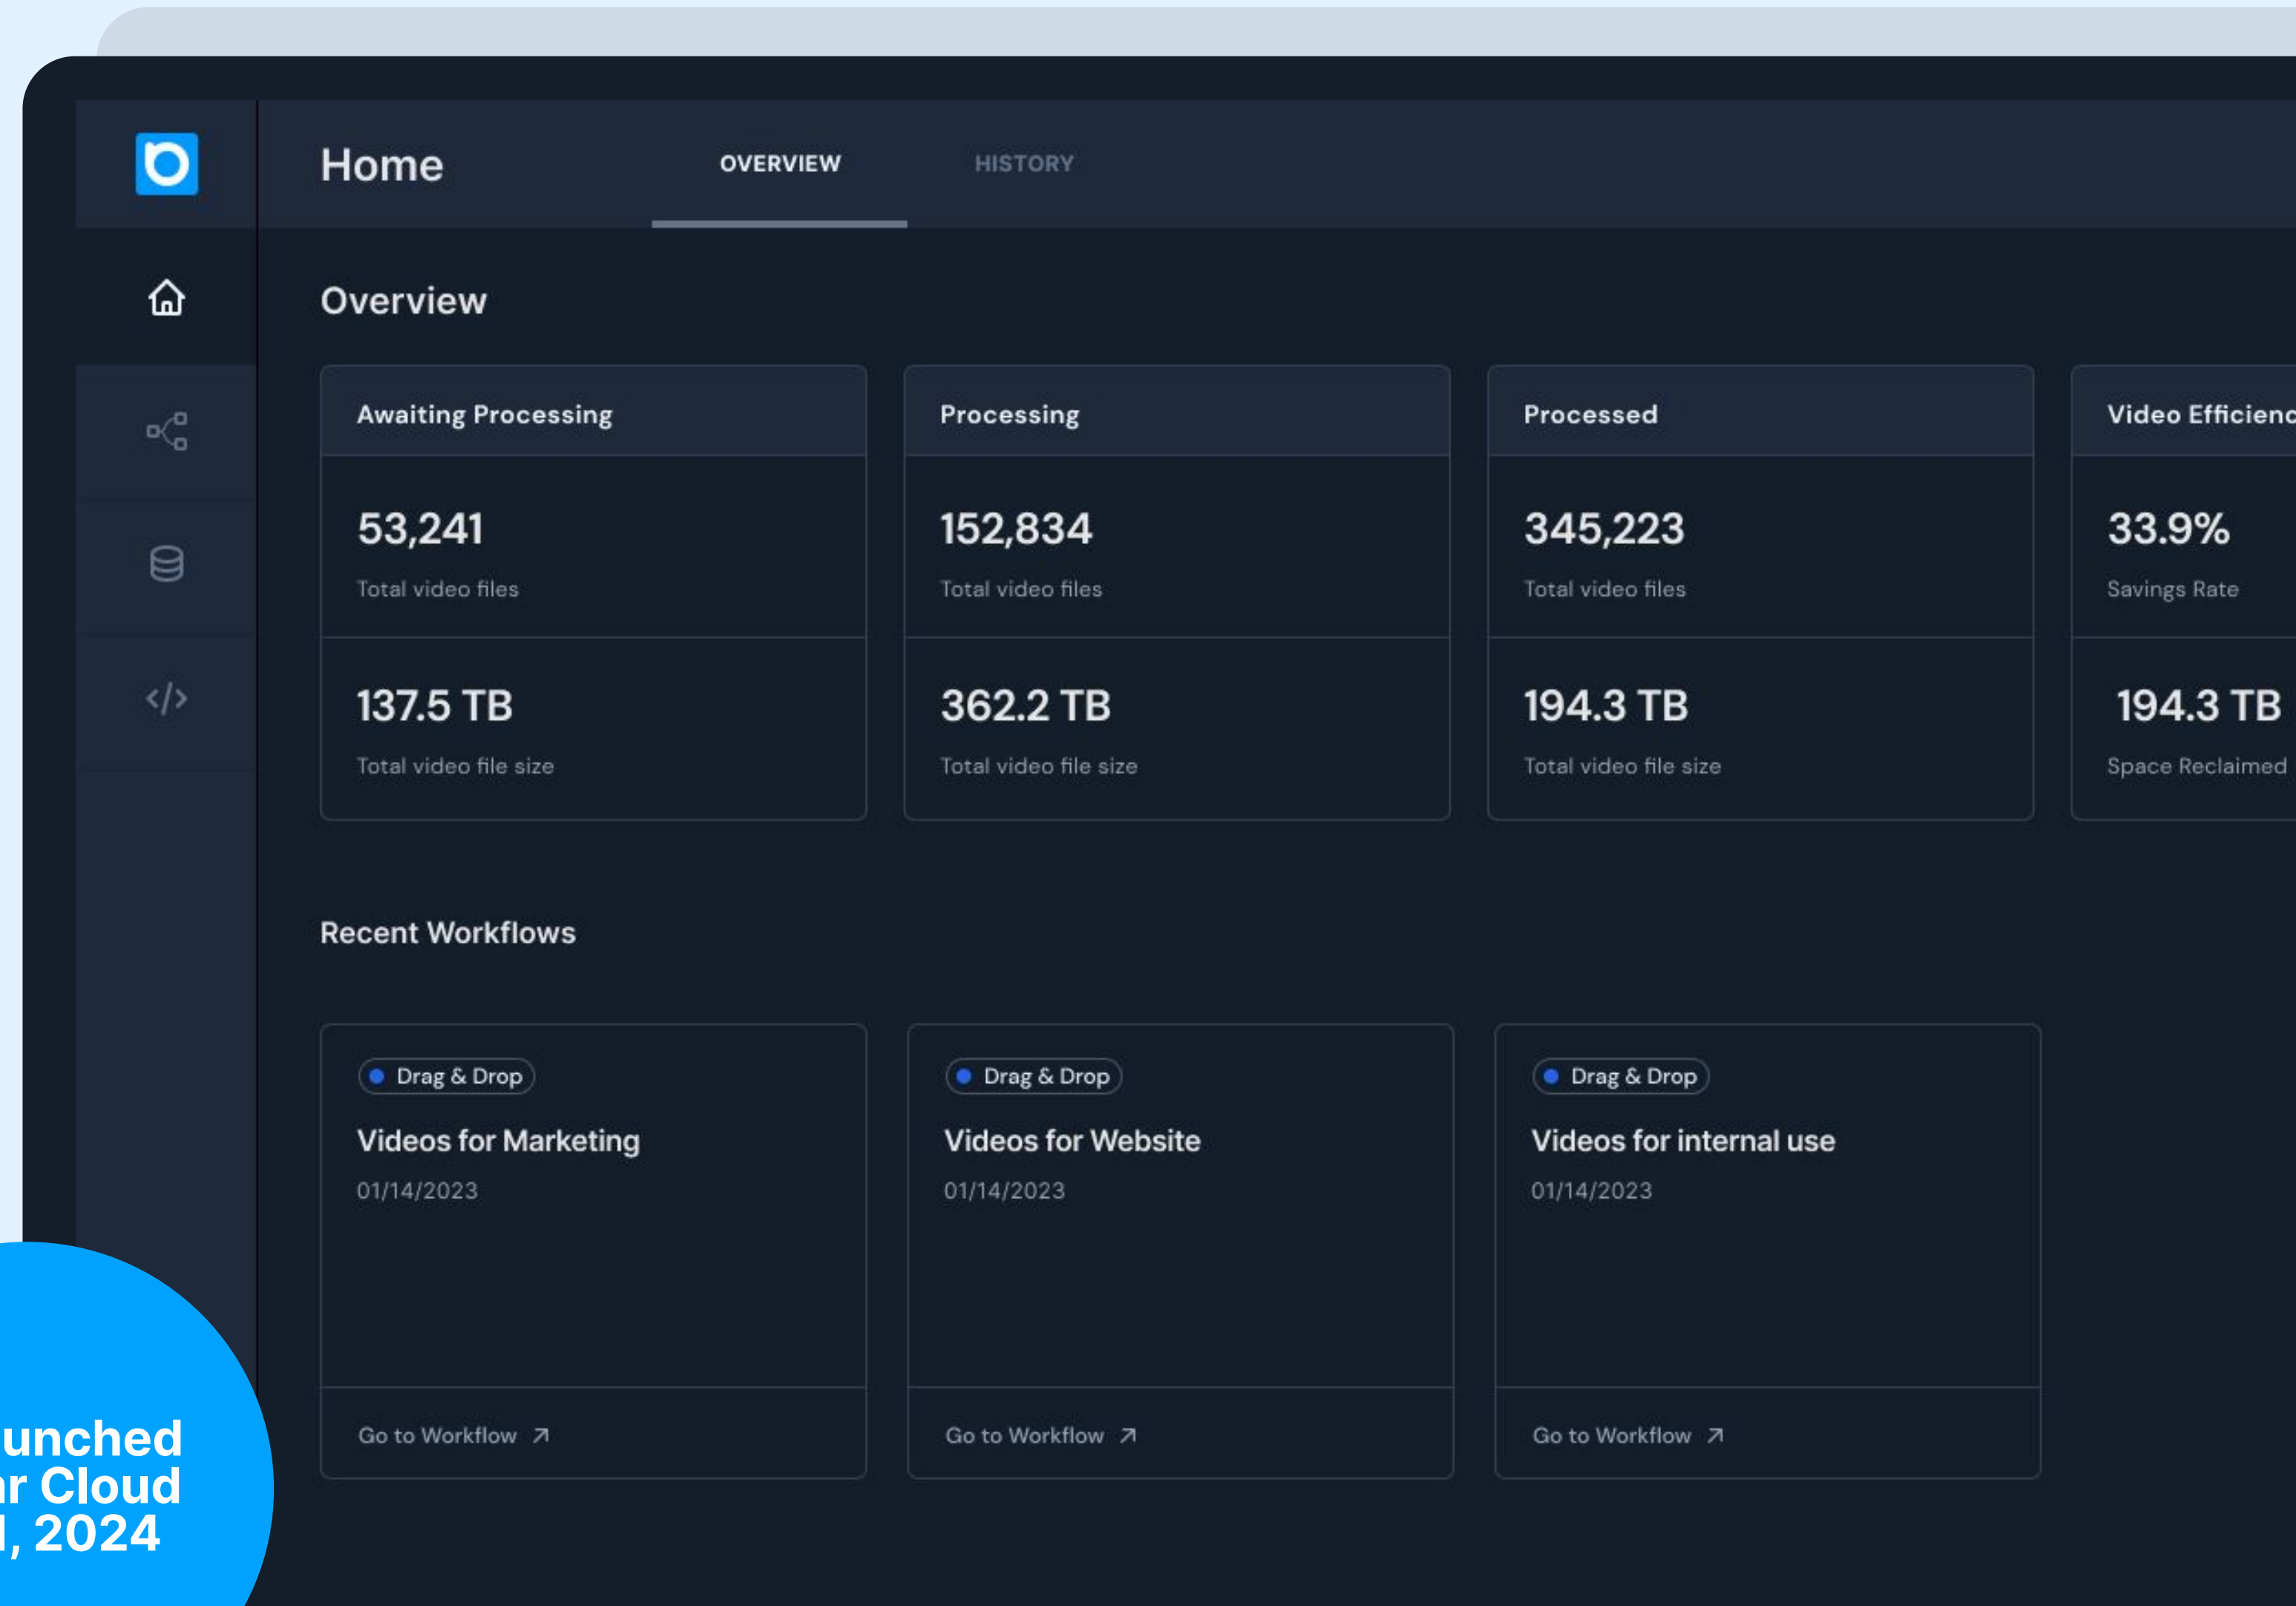 Home
OVERVIEW
HISTORY
Overview
Awaiting Processing
53,241
Total video files
137.5 TB
Total video file size
Processing
152,834
Total video files
362.2 TB
Total video file size
Processed
345,223
Total video files
194.3 TB
Total video file size
Video
33.9%
Savings Rate
194.3 TB
Space Reclaimed
Recent Workflows
Drag & Drop
Videos for Marketing
01/14/2023
Go to Workflow
Drag & Drop
Videos for Website
01/14/2023
Go to Workflow
Drag & Drop
Videos for internal use
01/14/2023
Go to Workflow
Cloud
2024